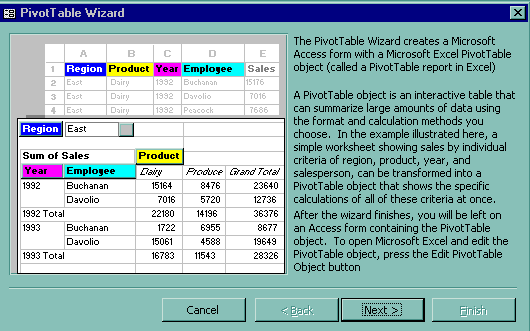 PivotTable Wizard
A B C D E
1 Region Product Year Employee Sales
2 East Dairy 1992 Buchanan 15176
3 East Dairy 1992 Davolio 7016
4 East Dairy 1992 Peacock 7686
Region East
Sum of Sales Product
Year Employee Dairy Produce Grand Total
1992 Buchanan 15164 8476 23640
Davolio 7016 5720 12736
1992 Total 22180 14196 36376
1993 Buchanan 1722 6955 8677
Davolio 15061 4588 19649
1993 Total 16783 11543 28326
The PivotTable Wizard creates a Microsoft
Access form with a Microsoft Excel PivotTable
object (called a PivotTable report in Excel)
A PivotTable object is an interactive table that
can summarize large amounts of data using
the format and calculation methods you
choose. In the example illustrated here, a
simple worksheet showing sales by individual
criteria of region, product, year, and
salesperson, can be transformed into a
PivotTable object that shows the specific
calculations of all of these criteria at once.
After the wizard finishes, you will be left on
an Access form containing the PivotTable
object. To open Microsoft Excel and edit the
PivotTable object, press the Edit PivotTable
Object button
Cancel < Back Next > Finish